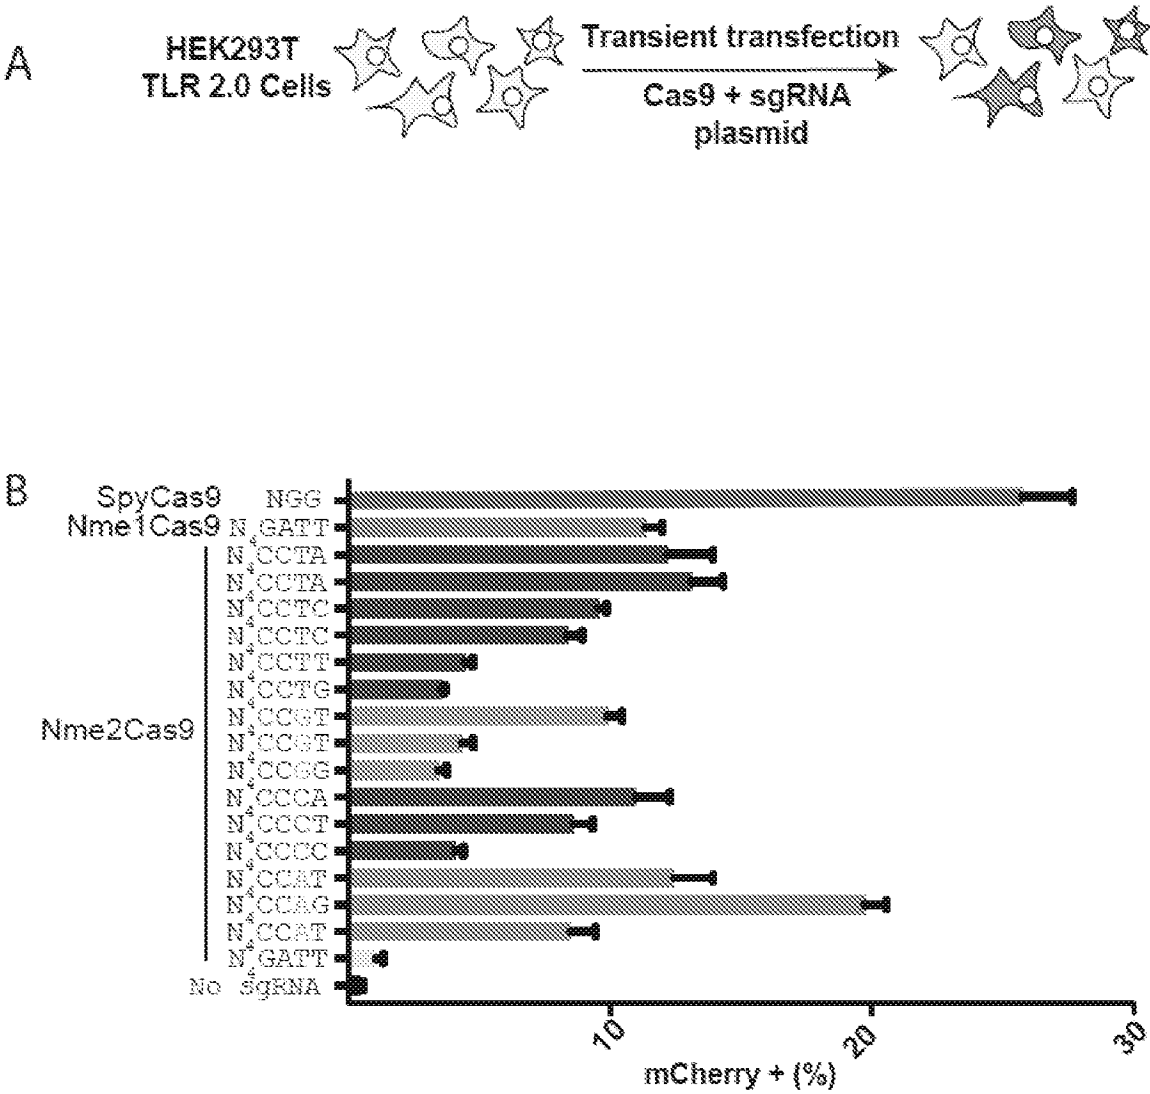 A
HEK293T
TLR 2.0 Cells
Transient transfection
Cas9 + sgRNA
plasmid
B
SpyCas9 NGG
Nme1Cas9 N4GATT
N4CCTA
N4CCTA
N4CCTC
N4CCTC
N4CCTT
N4CCTG
N4CCGT
Nme2Cas9
N4CCGT
N4CCGG
N4CCCA
N4CCCT
N4CCCC
N4CCAT
N4CCAG
N4CCAT
N4GATT
No sgRNA
10 20 30
mCherry + (%)